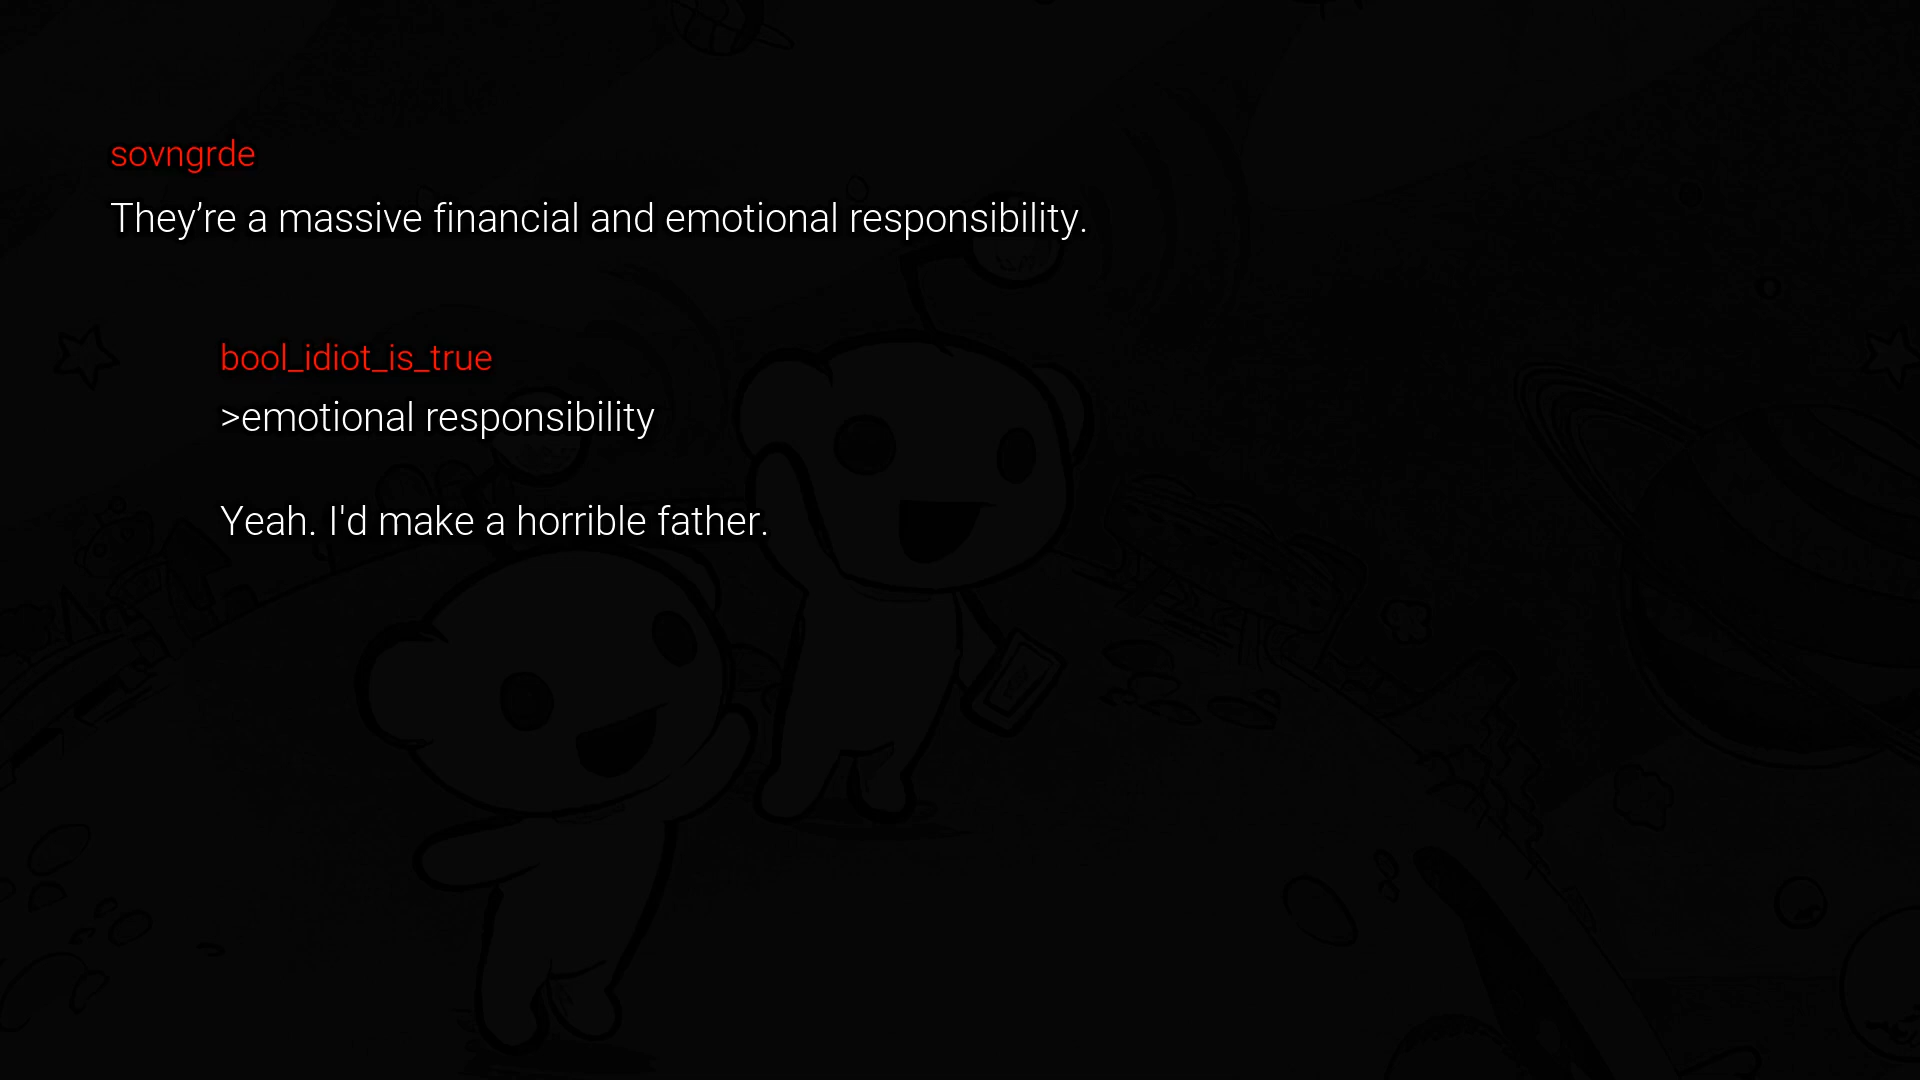 sovngrde
They’re a massive financial and emotional responsibility.
bool_idiot_is_true
>emotional responsibility
Yeah. I'd make a horrible father.